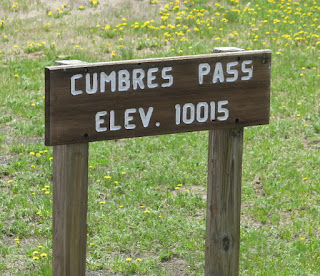 CUMBRES PASS
ELEV. 10015